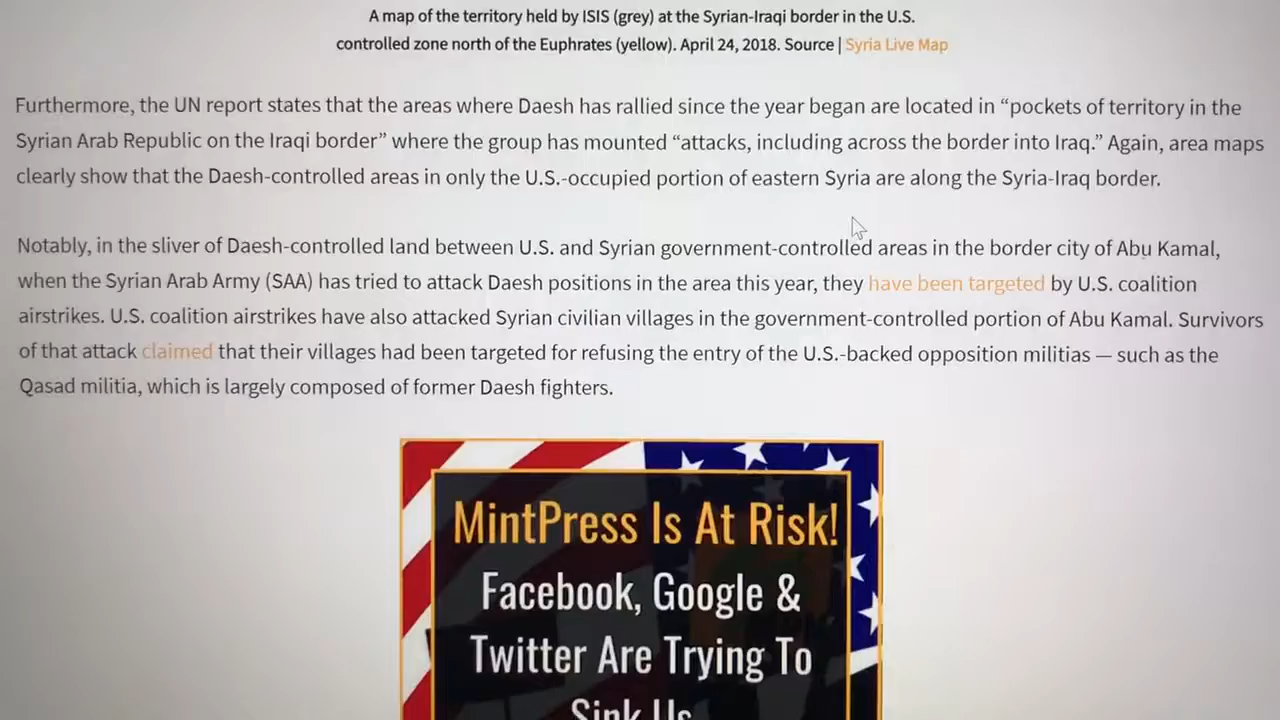 A map of the territory held by ISIS (grey) at the Syrian-Iraqi border in the U.S.
controlled zone north of the Euphrates (yellow). April 24, 2018. Source | Syria Live Map
Furthermore, the UN report states that the areas where Daesh has rallied since the year began are located in “pockets of territory in the
Syrian Arab Republic on the Iraqi border” where the group has mounted “attacks, including across the border into Iraq.” Again, area maps
clearly show that the Daesh-controlled areas in only the U.S.-occupied portion of eastern Syria are along the Syria-Iraq border.
Notably, in the sliver of Daesh-controlled land between U.S. and Syrian government-controlled areas in the border city of Abu Kamal,
when the Syrian Arab Army (SAA) has tried to attack Daesh positions in the area this year, they have been targeted by U.S. coalition
airstrikes. U.S. coalition airstrikes have also attacked Syrian civilian villages in the government-controlled portion of Abu Kamal. Survivors
of that attack claimed that their villages had been targeted for refusing the entry of the U.S.-backed opposition militias — such as the
Qasad militia, which is largely composed of former Daesh fighters.
MintPress Is At Risk!
Facebook, Google &
Twitter Are Trying To
Sink Us